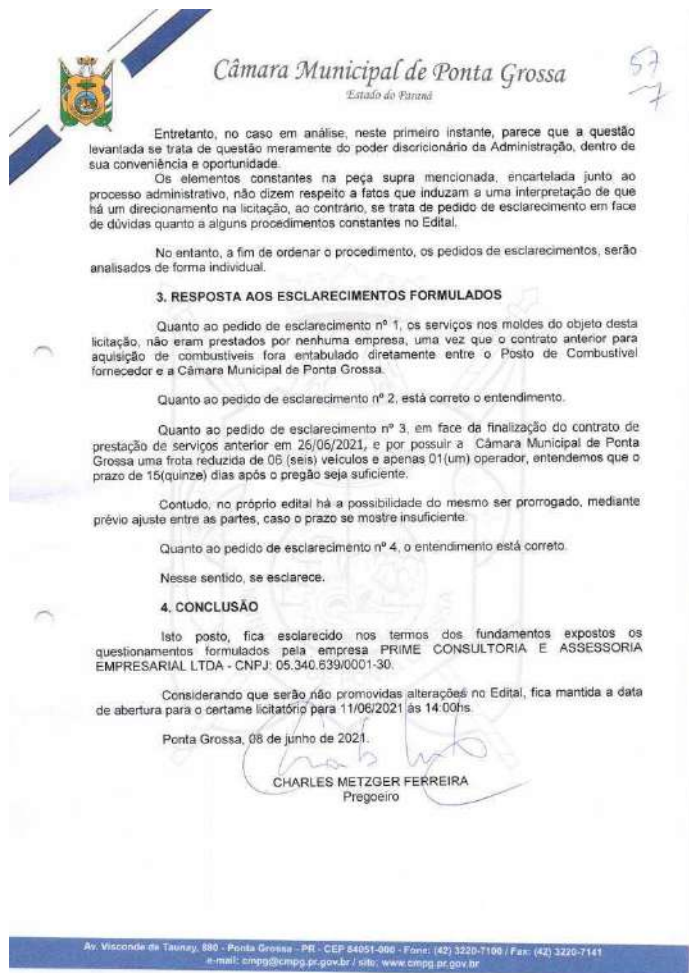 Câmara Municipal de Ponta Grossa
Estado do Paraná
57
Entretanto, no caso em análise, neste primeiro instante, parece que a questão
levantada se trata de questão meramente do poder discricionário da Administração, dentro de
sua conveniência e oportunidade.
Os elementos constantes na peça supra mencionada, encartelada junto ao
processo administrativo, não dizem respeito a fatos que induzam a uma interpretação de que
há um direcionamento na licitação, ao contrário, se trata de pedido de esclarecimento em face
de dúvidas quanto a alguns procedimentos constantes no Edital.
No entanto, a fim de ordenar o procedimento, os pedidos de esclarecimentos, serão
analisados de forma individual.
3. RESPOSTA AOS ESCLARECIMENTOS FORMULADOS
Quanto ao pedido de esclarecimento nº 1, os serviços nos moldes do objeto desta
licitação, não eram prestados por nenhuma empresa, uma vez que o contrato anterior para
aquisição de combustíveis fora entabulado diretamente entre o Posto de Combustível
fornecedor e a Câmara Municipal de Ponta Grossa.
Quanto ao pedido de esclarecimento nº 2, está correto o entendimento.
Quanto ao pedido de esclarecimento nº 3, em face da finalização do contrato de
prestação de serviços anterior em 26/06/2021, e por possuir a Câmara Municipal de Ponta
Grossa uma frota reduzida de 06 (seis) veículos e apenas 01(um) operador, entendemos que o
prazo de 15(quinze) dias após o pregão seja suficiente.
Contudo, no próprio edital há a possibilidade do mesmo ser prorrogado, mediante
prévio ajuste entre as partes, caso o prazo se mostre insuficiente.
Quanto ao pedido de esclarecimento nº 4, o entendimento está correto.
Nesse sentido, se esclarece.
4. CONCLUSÃO
Isto posto, fica esclarecido nos termos dos fundamentos expostos os
questionamentos formulados pela empresa PRIME CONSULTORIA E ASSESSORIA
EMPRESARIAL LTDA - CNPJ: 05.340.639/0001-30.
Considerando que serão não promovidas alterações no Edital, fica mantida a data
de abertura para o certame licitatório para 11/06/2021 às 14:00hs.
Ponta Grossa, 08 de junho de 2021.
CHARLES METZGER FERREIRA
Pregoeiro
Av. Visconde de Taunay, 880 - Ponta Grossa - PR - CEP 84051-000 - Fone: (42) 3220-7100 / Fax: (42) 3220-7141
e-mail: cmpg@cmpg.pr.gov.br / site: www.cmpg.pr.gov.br